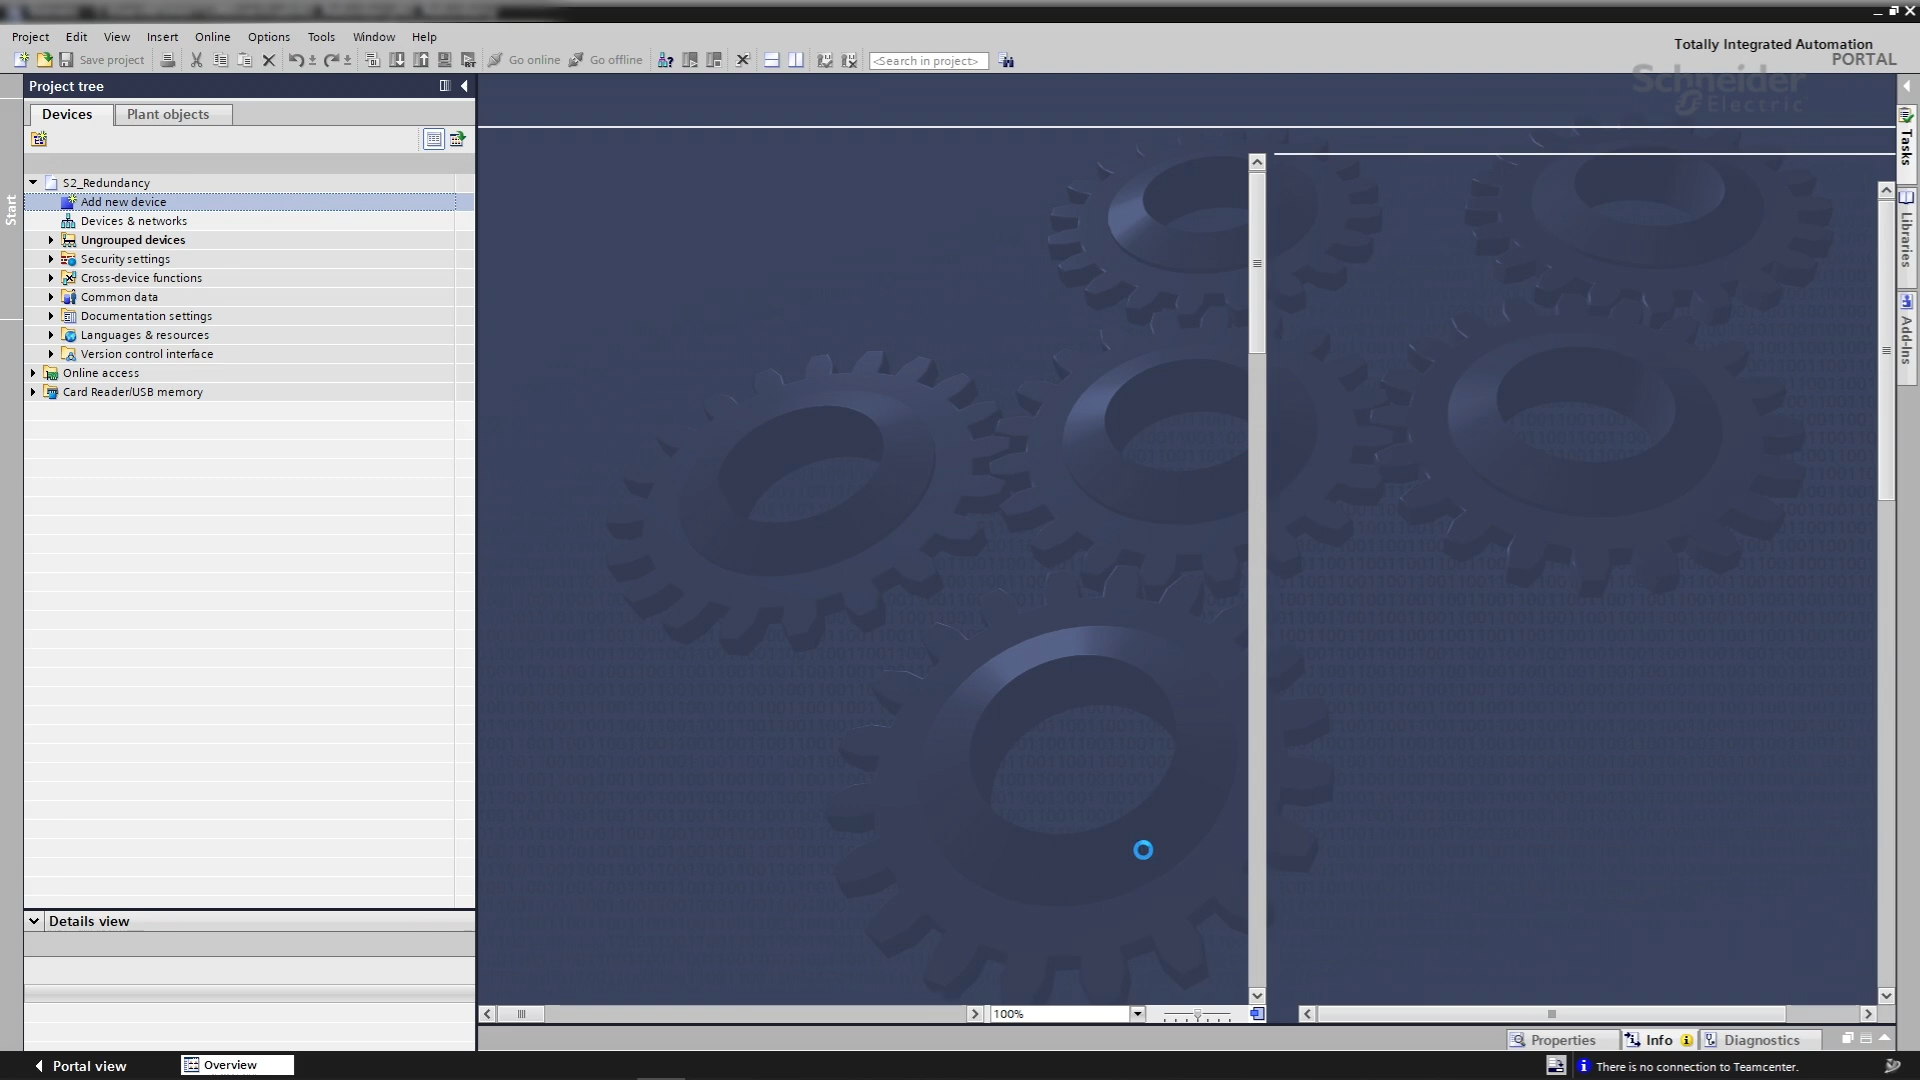 Project Edit View Insert Online Options Tools Window Help
Totally Integrated Automation
PORTAL
Save project Go online Go offline <Search in project>
Schneider
Electric
Project tree
Devices Plant objects
Start
S2_Redundancy
Add new device
Devices & networks
Ungrouped devices
Security settings
Cross-device functions
Common data
Documentation settings
Languages & resources
Version control interface
Online access
Card Reader/USB memory
Tasks
Libraries
Add-Ins
Details view
100%
Properties Info Diagnostics
Portal view Overview There is no connection to Teamcenter.